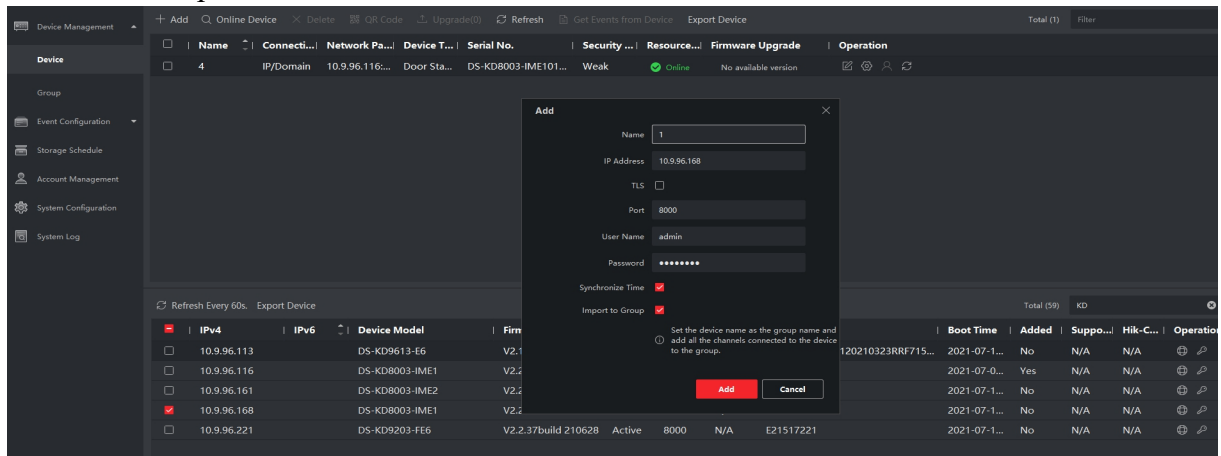 Device Management
Device
Group
Event Configuration
Storage Schedule
Account Management
System Configuration
System Log
Add Online Device Delete QR Code Upgrade(0) Refresh Get Events from Device Export Device Total (1) Filter
Name Connecti... Network Pa... Device T... Serial No. Security ... Resource... Firmware Upgrade Operation
4 IP/Domain 10.9.96.116:... Door Sta... DS-KD8003-IME101... Weak Online No available version
Add
Name 1
IP Address 10.9.96.168
TLS
Port 8000
User Name admin
Password ••••••••
Synchronize Time
Import to Group
Set the device name as the group name and
add all the channels connected to the device
to the group.
Add Cancel
Refresh Every 60s. Export Device Total (59) KD
IPv4 IPv6 Device Model Firm Boot Time Added Suppo... Hik-C... Operation
10.9.96.113 DS-KD9613-E6 V2.1 120210323RRF715... 2021-07-1... No N/A N/A
10.9.96.116 DS-KD8003-IME1 V2.2 2021-07-0... Yes N/A N/A
10.9.96.161 DS-KD8003-IME2 V2.2 2021-07-1... No N/A N/A
10.9.96.168 DS-KD8003-IME1 V2.2 2021-07-1... No N/A N/A
10.9.96.221 DS-KD9203-FE6 V2.2.37build 210628 Active 8000 N/A E21517221 2021-07-1... No N/A N/A